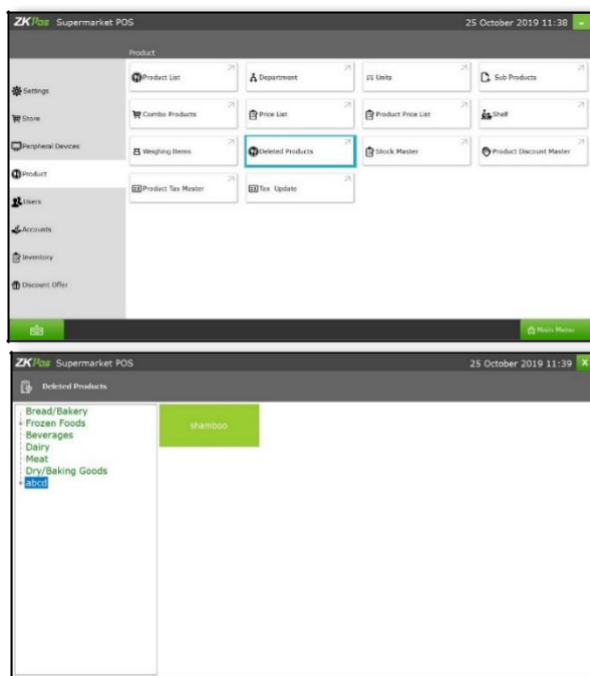 ZKPos Supermarket POS 25 October 2019 11:38
Product
Product List Department Units Sub Products
Settings
Store
Combo Products Price List Product Price List Shelf
Peripheral Devices
Weighing Items Deleted Products Stock Master Product Discount Master
Product
Product Tax Master Tax Update
Users
Accounts
Inventory
Discount Offer
Main Menu
ZKPos Supermarket POS 25 October 2019 11:39 X
Deleted Products
Bread/Bakery
Frozen Foods
Beverages
Dairy
Meat
Dry/Baking Goods
abcd
shamboo